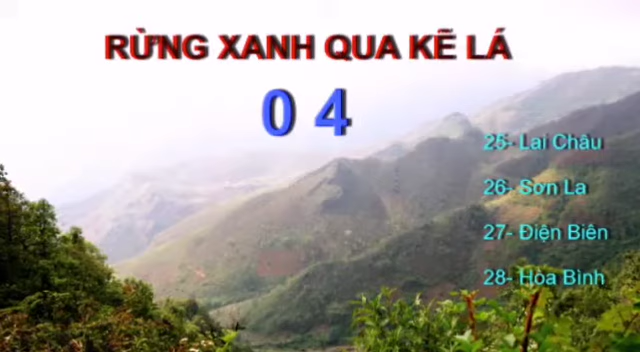 RỪNG XANH QUA KẼ LÁ
0 4
25- Lai Châu
26- Sơn La
27- Điện Biên
28- Hòa Bình